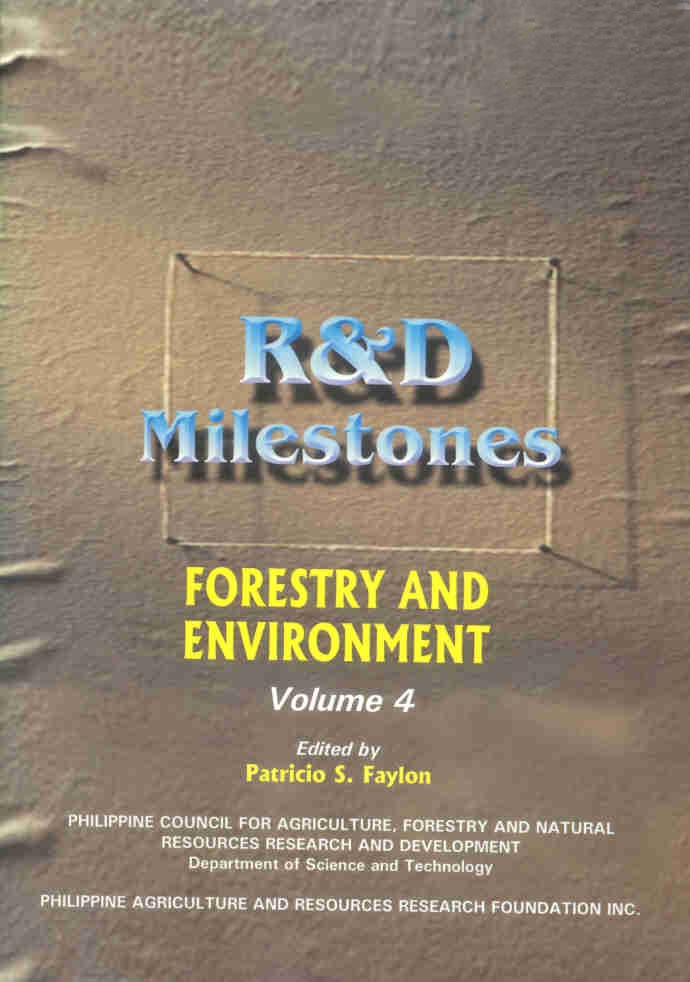 R&D
Milestones
FORESTRY AND
ENVIRONMENT
Volume 4
Edited by
Patricio S. Faylon
PHILIPPINE COUNCIL FOR AGRICULTURE, FORESTRY AND NATURAL
RESOURCES RESEARCH AND DEVELOPMENT
Department of Science and Technology
PHILIPPINE AGRICULTURE AND RESOURCES RESEARCH FOUNDATION INC.